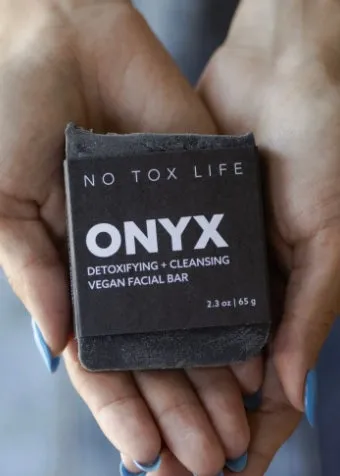 NO TOX LIFE
ONYX
DETOXIFYING + CLEANSING
VEGAN FACIAL BAR
2.3 oz | 65 g